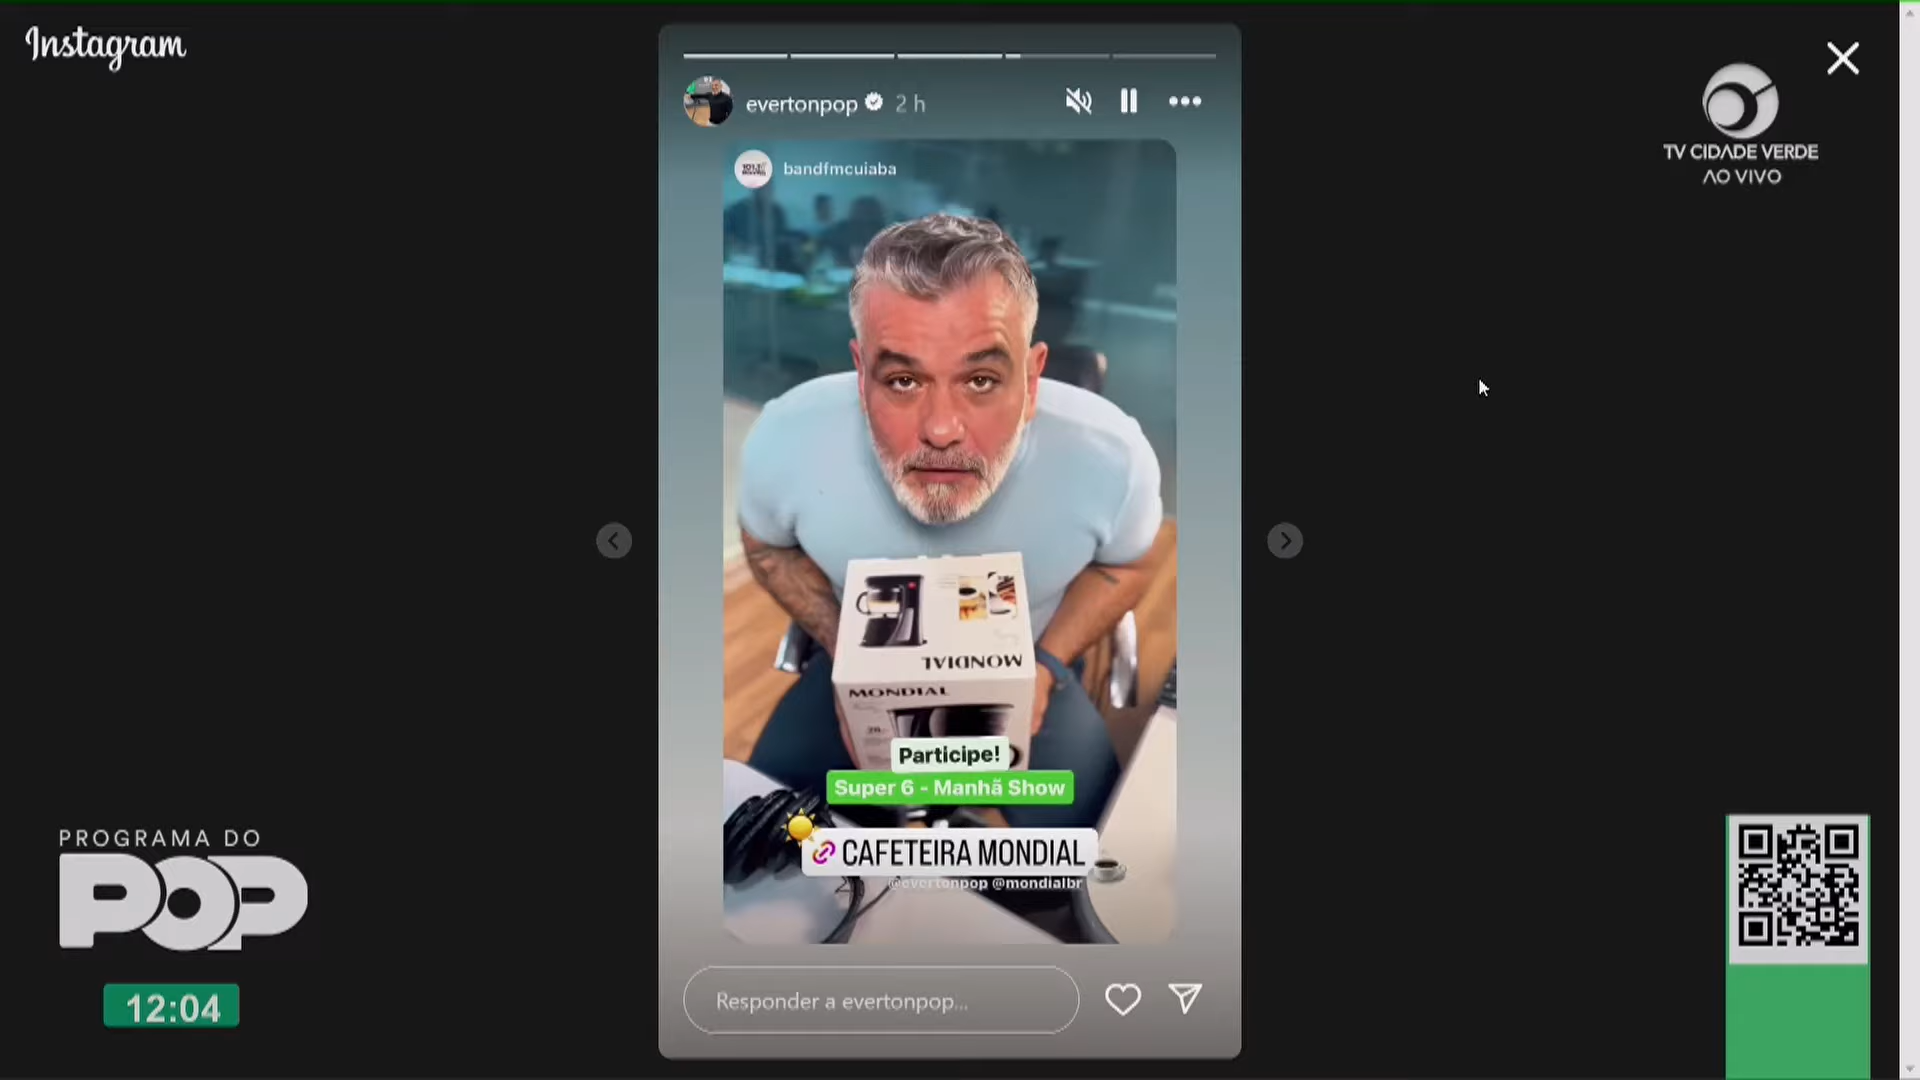 Instagram
evertonpop 2 h
TV CIDADE VERDE
AO VIVO
bandfmcuiaba
MONDIAL
MONDIAL
Participe!
Super 6 - Manhã Show
CAFETEIRA MONDIAL
@evertonpop @mondialbr
PROGRAMA DO
POP
12:04
Responder a evertonpop...